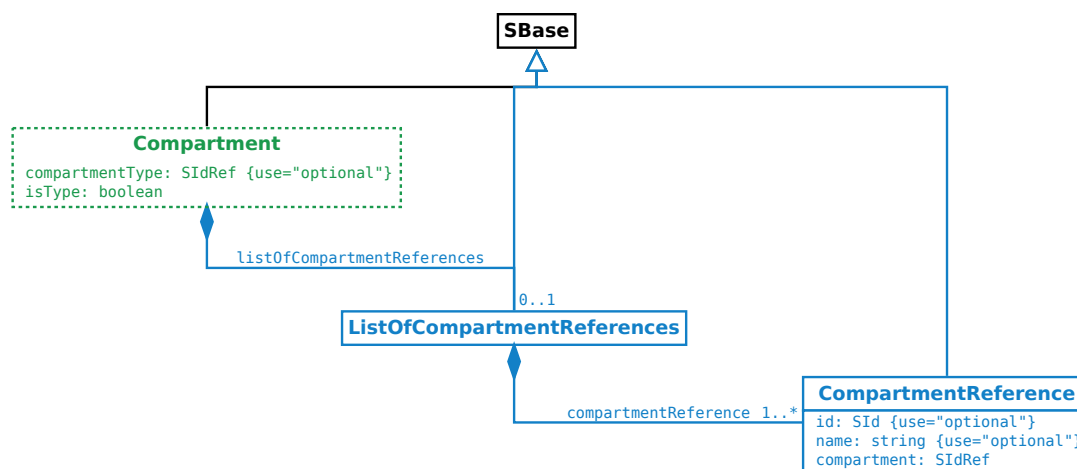 SBase
Compartment
compartmentType: SIdRef {use="optional"}
isType: boolean
listOfCompartmentReferences
0..1
ListOfCompartmentReferences
compartmentReference 1..*
CompartmentReference
id: SId {use="optional"}
name: string {use="optional"}
compartment: SIdRef